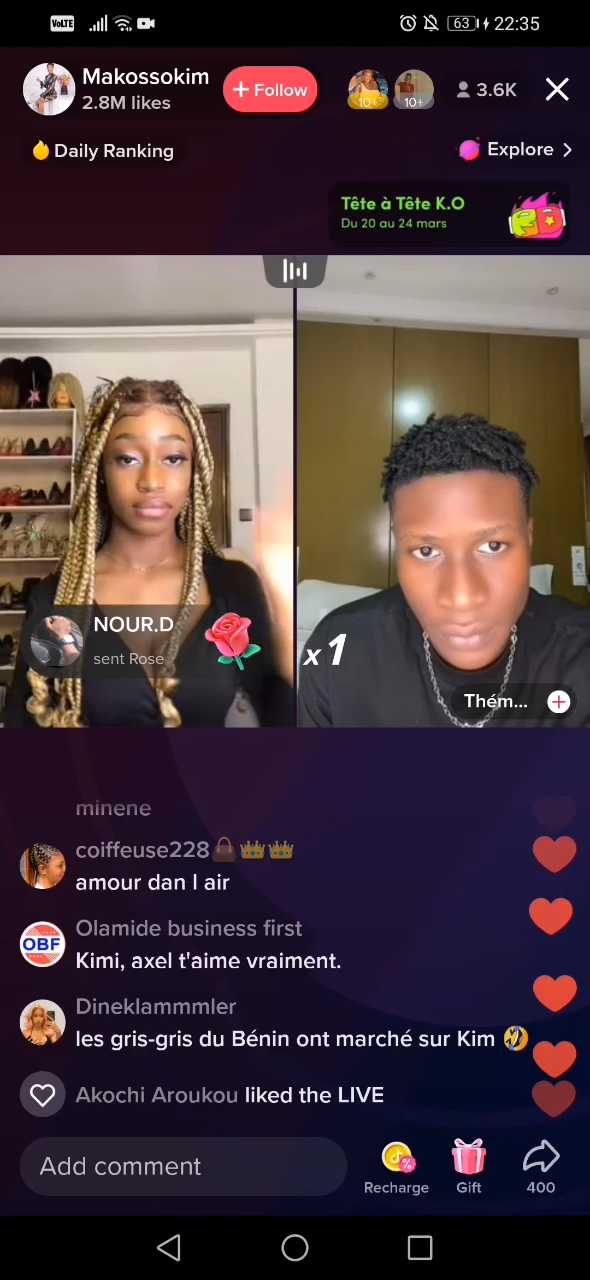 VoLTE
63
22:35
Makossokim
2.8M likes
+ Follow
10+
10+
3.6K
Daily Ranking
Explore
Tête à Tête K.O
Du 20 au 24 mars
NOUR.D
sent Rose
x1
Thém...
minene
coiffeuse228
amour dan l air
Olamide business first
OBF
Kimi, axel t'aime vraiment.
Dineklammmler
les gris-gris du Bénin ont marché sur Kim 🤣
Akochi Aroukou liked the LIVE
Add comment
Recharge
Gift
400